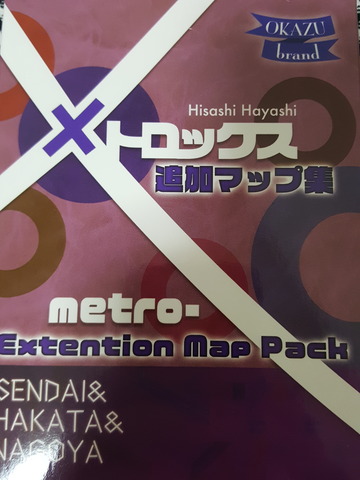 OKAZU
brand
Hisashi Hayashi
メトロックス
追加マップ集
metro-
Extention Map Pack
SENDAI&
HAKATA&
NAGOYA